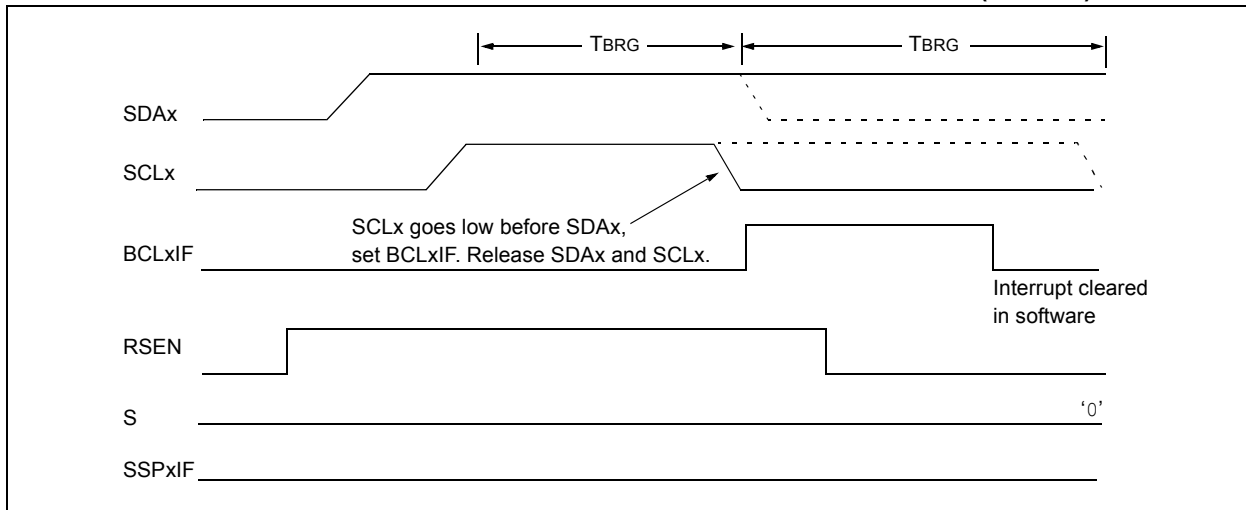 TBRG TBRG
SDAx
SCLx
SCLx goes low before SDAx,
set BCLxIF. Release SDAx and SCLx.
BCLxIF
Interrupt cleared
in software
RSEN
S ‘0’
SSPxIF